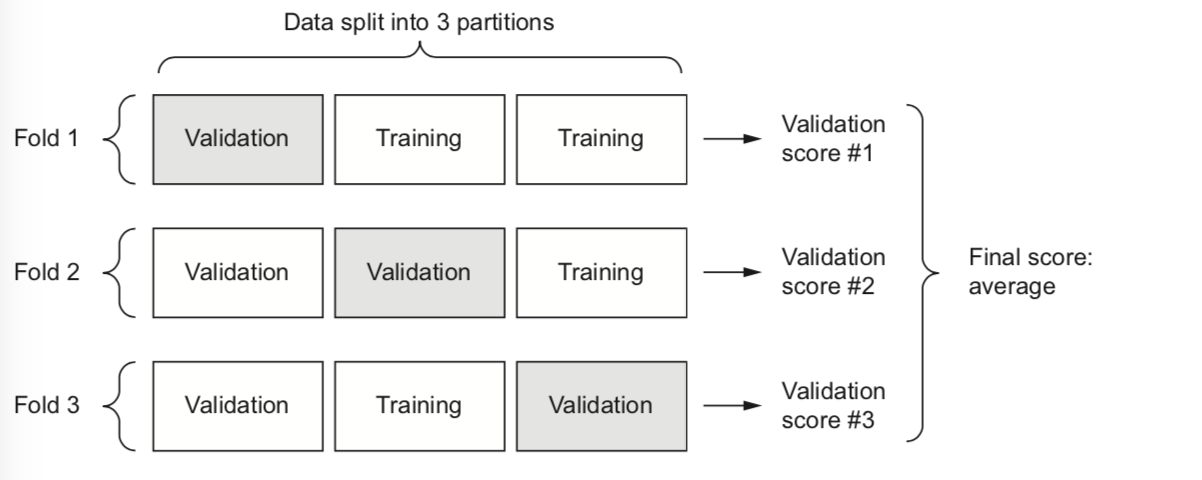 Data split into 3 partitions
Fold 1
Validation
Training
Training
Validation
score #1
Fold 2
Validation
Validation
Training
Validation
score #2
Final score:
average
Fold 3
Validation
Training
Validation
Validation
score #3